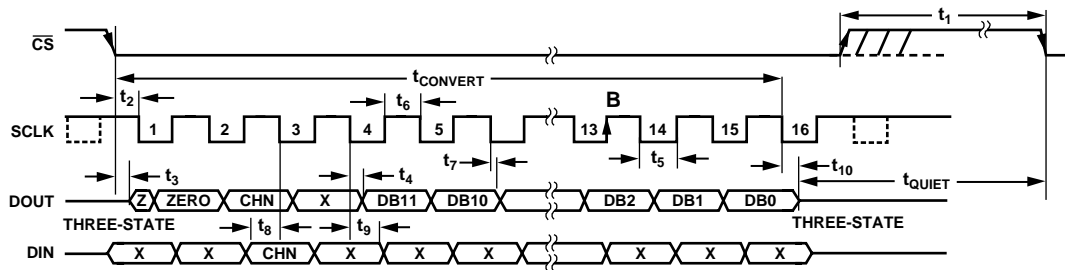 t1
CS
tCONVERT
t2 t6 B
SCLK 1 2 3 4 5 13 14 15 16
t7 t5 t10
t3 t4 tQUIET
DOUT Z ZERO CHN X DB11 DB10 DB2 DB1 DB0
THREE-STATE t8 t9 THREE-STATE
DIN X X CHN X X X X X X